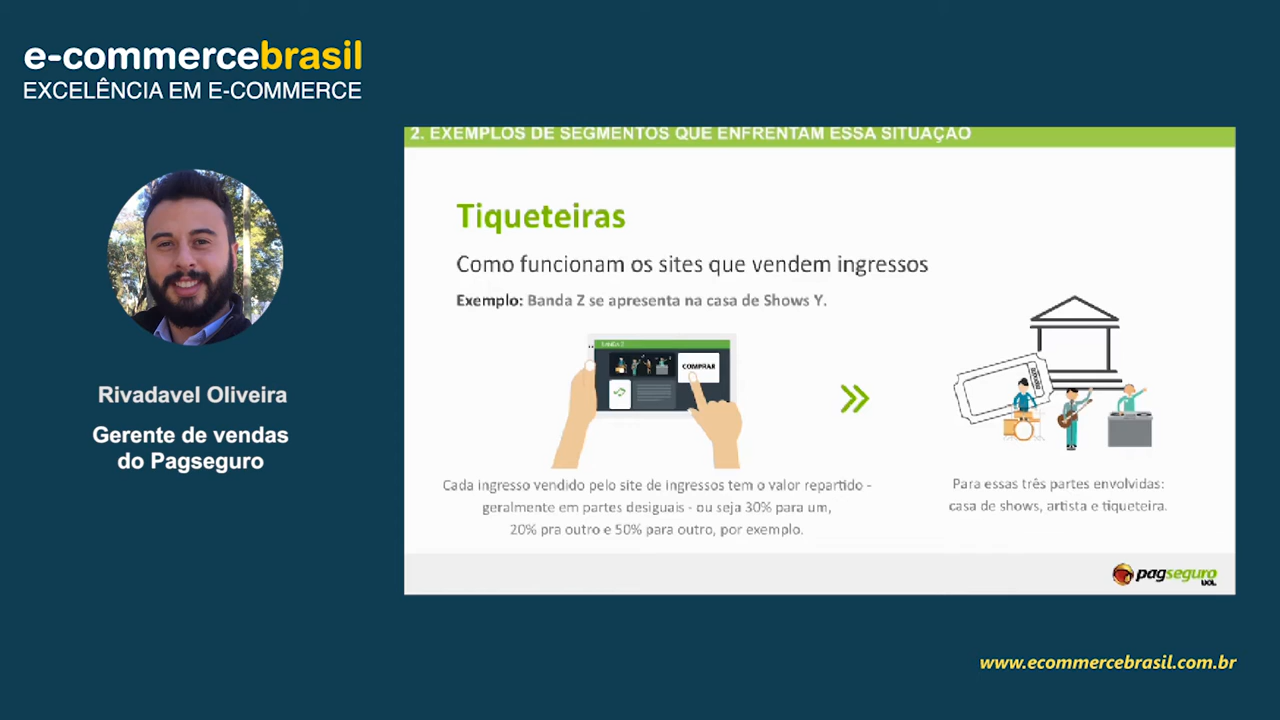 e-commercebrasil
EXCELÊNCIA EM E-COMMERCE
2. EXEMPLOS DE SEGMENTOS QUE ENFRENTAM ESSA SITUAÇÃO
Tiqueteiras
Como funcionam os sites que vendem ingressos
Exemplo: Banda Z se apresenta na casa de Shows Y.
COMPRAR
Rivadavel Oliveira
Gerente de vendas
do Pagseguro
Cada ingresso vendido pelo site de ingressos tem o valor repartido -
geralmente em partes desiguais - ou seja 30% para um,
20% pra outro e 50% para outro, por exemplo.
Para essas três partes envolvidas:
casa de shows, artista e tiqueteira.
pagseguro
UOL
www.ecommercebrasil.com.br